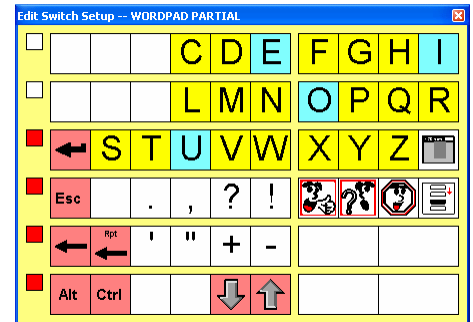 Edit Switch Setup -- WORDPAD PARTIAL
C D E F G H I
L M N O P Q R
S T U V W X Y Z
Esc . , ? !
Rpt ' " + -
Alt Ctrl